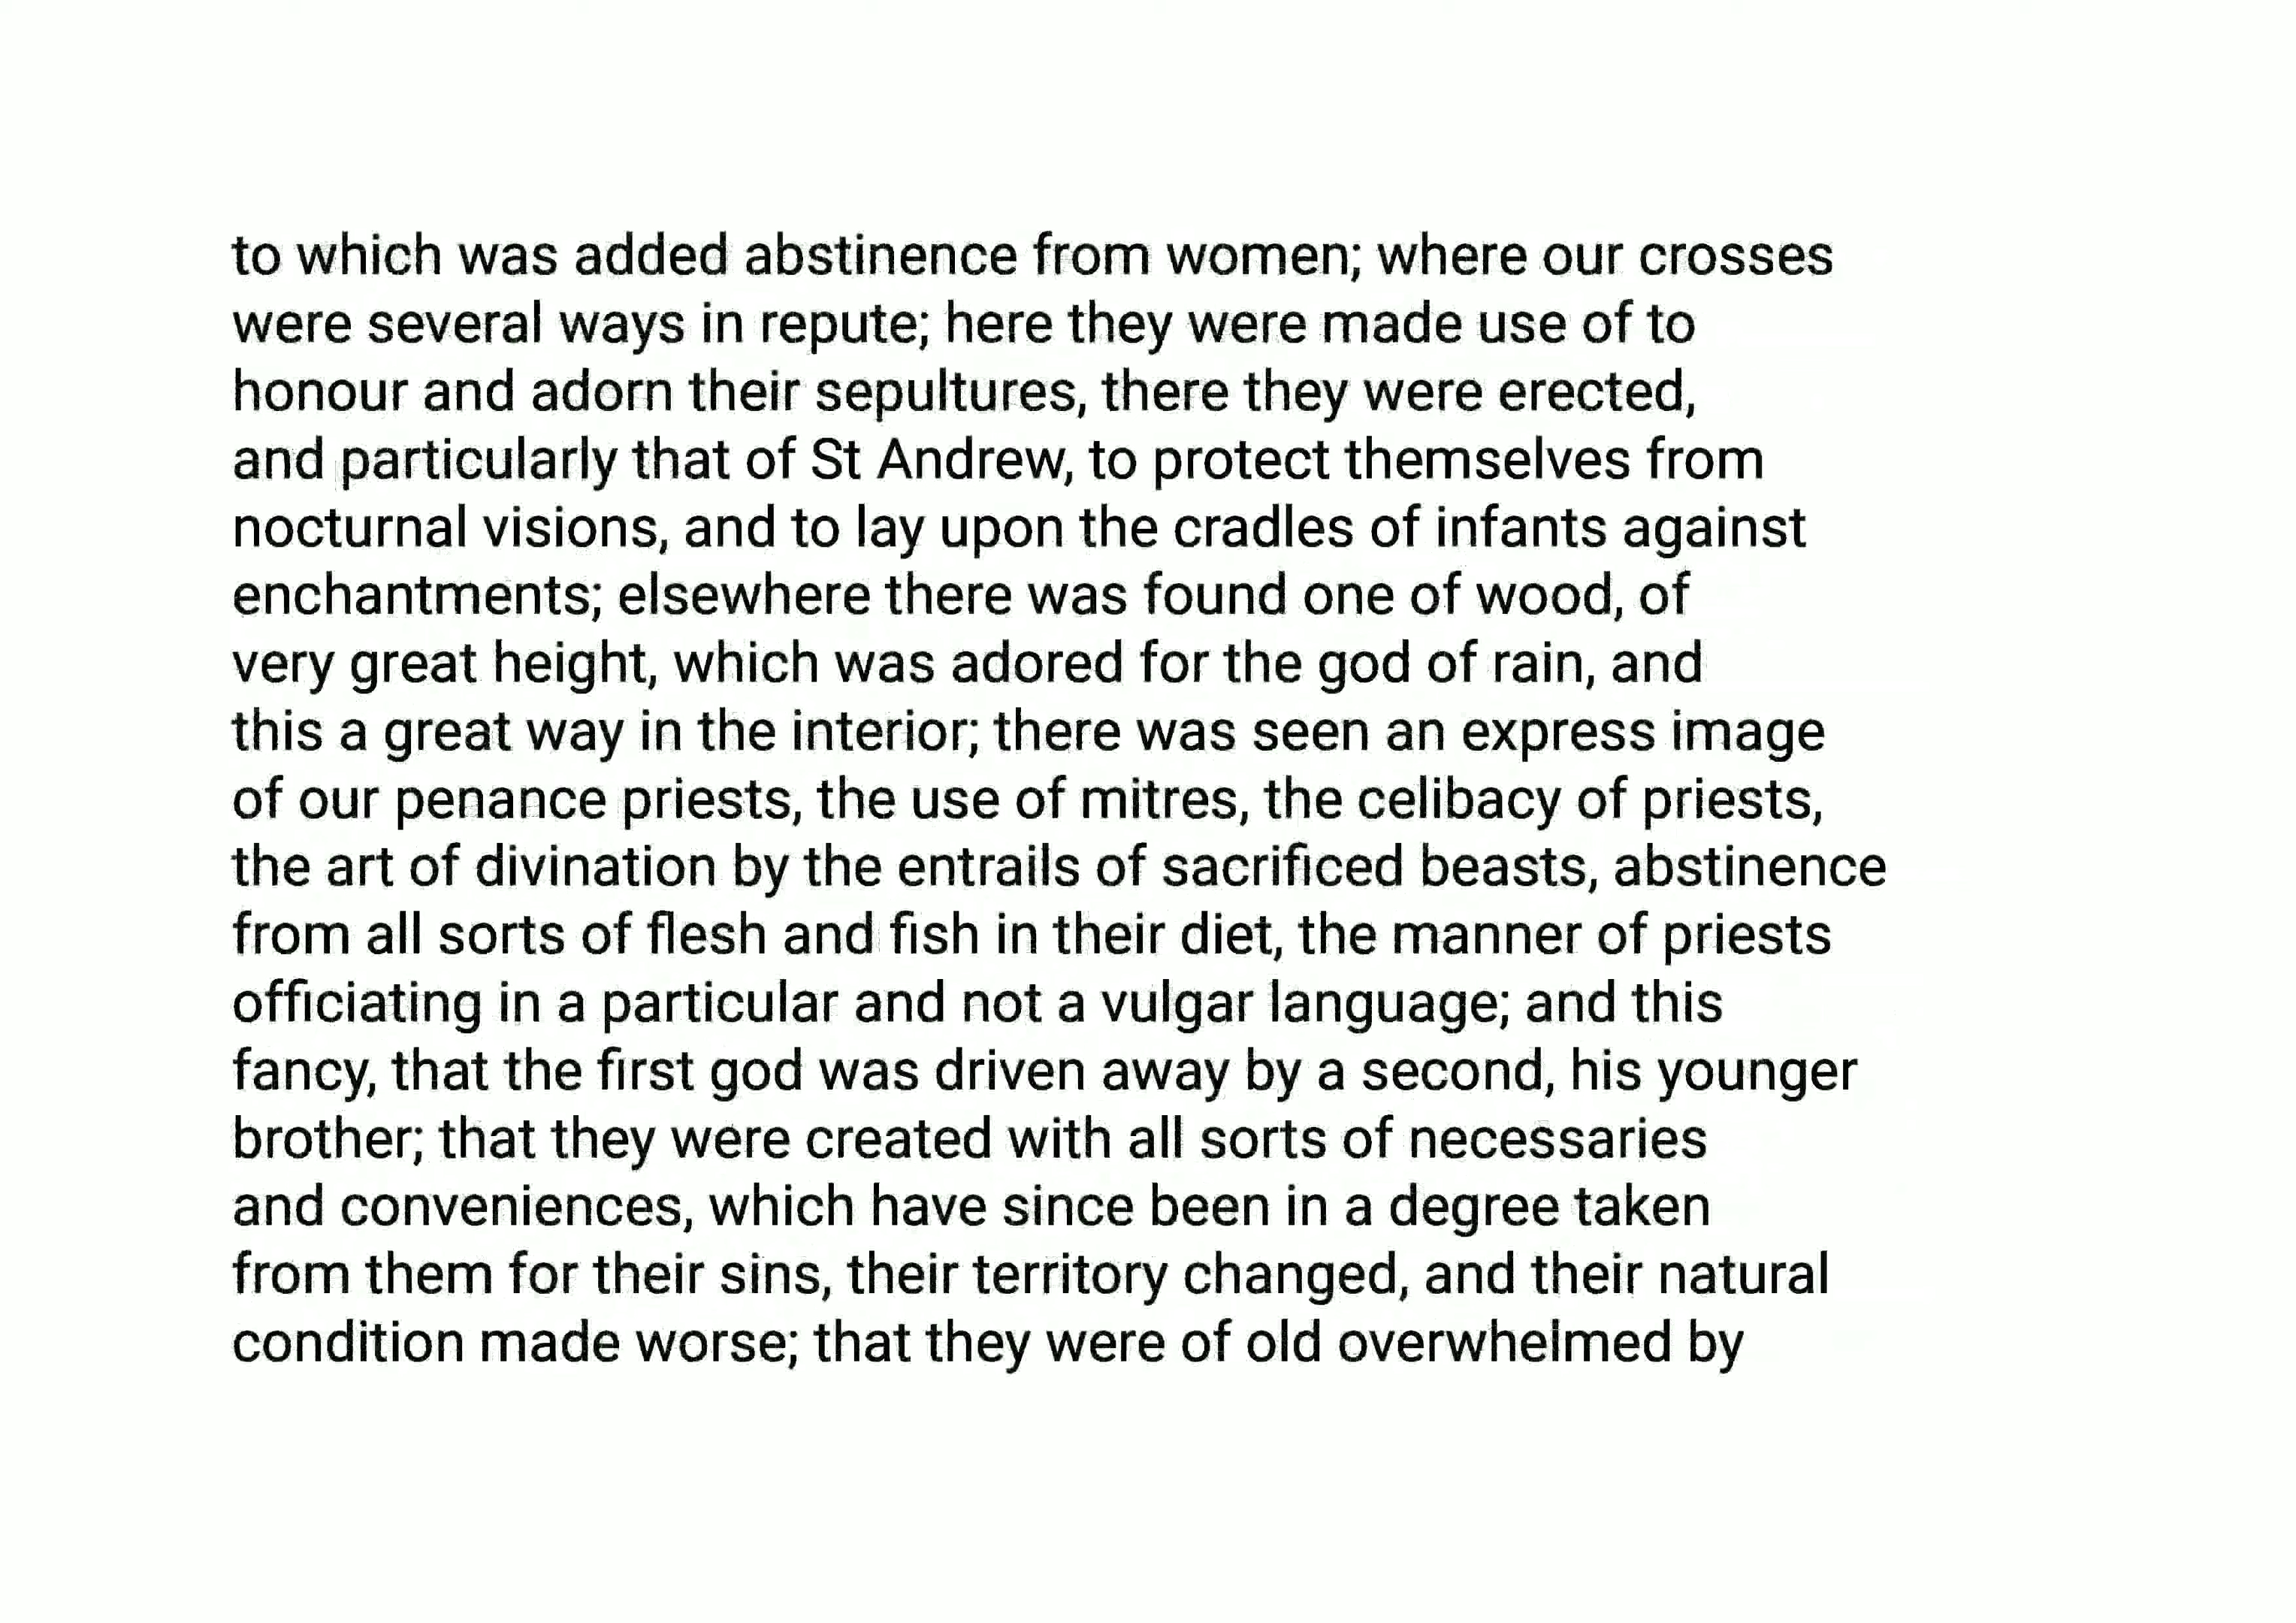 to which was added abstinence from women; where our crosses
were several ways in repute; here they were made use of to
honour and adorn their sepultures, there they were erected,
and particularly that of St Andrew, to protect themselves from
nocturnal visions, and to lay upon the cradles of infants against
enchantments; elsewhere there was found one of wood, of
very great height, which was adored for the god of rain, and
this a great way in the interior; there was seen an express image
of our penance priests, the use of mitres, the celibacy of priests,
the art of divination by the entrails of sacrificed beasts, abstinence
from all sorts of flesh and fish in their diet, the manner of priests
officiating in a particular and not a vulgar language; and this
fancy, that the first god was driven away by a second, his younger
brother; that they were created with all sorts of necessaries
and conveniences, which have since been in a degree taken
from them for their sins, their territory changed, and their natural
condition made worse; that they were of old overwhelmed by